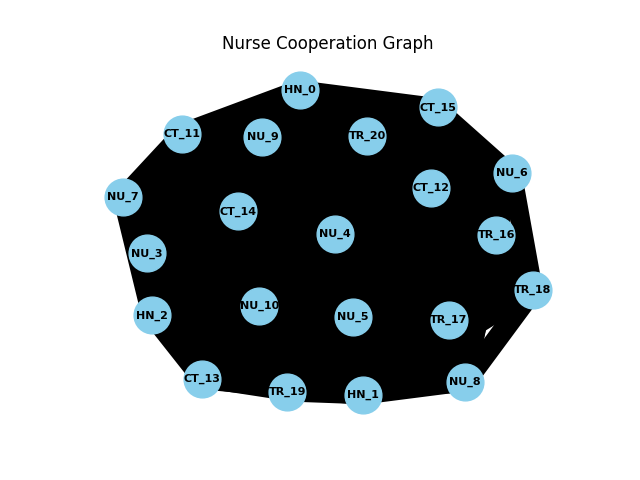 Nurse Cooperation Graph
HN_0
CT_15
CT_11
NU_9
TR_20
NU_6
CT_12
NU_7
CT_14
NU_4
TR_16
NU_3
TR_18
NU_10
HN_2
NU_5
TR_17
CT_13
NU_8
TR_19
HN_1